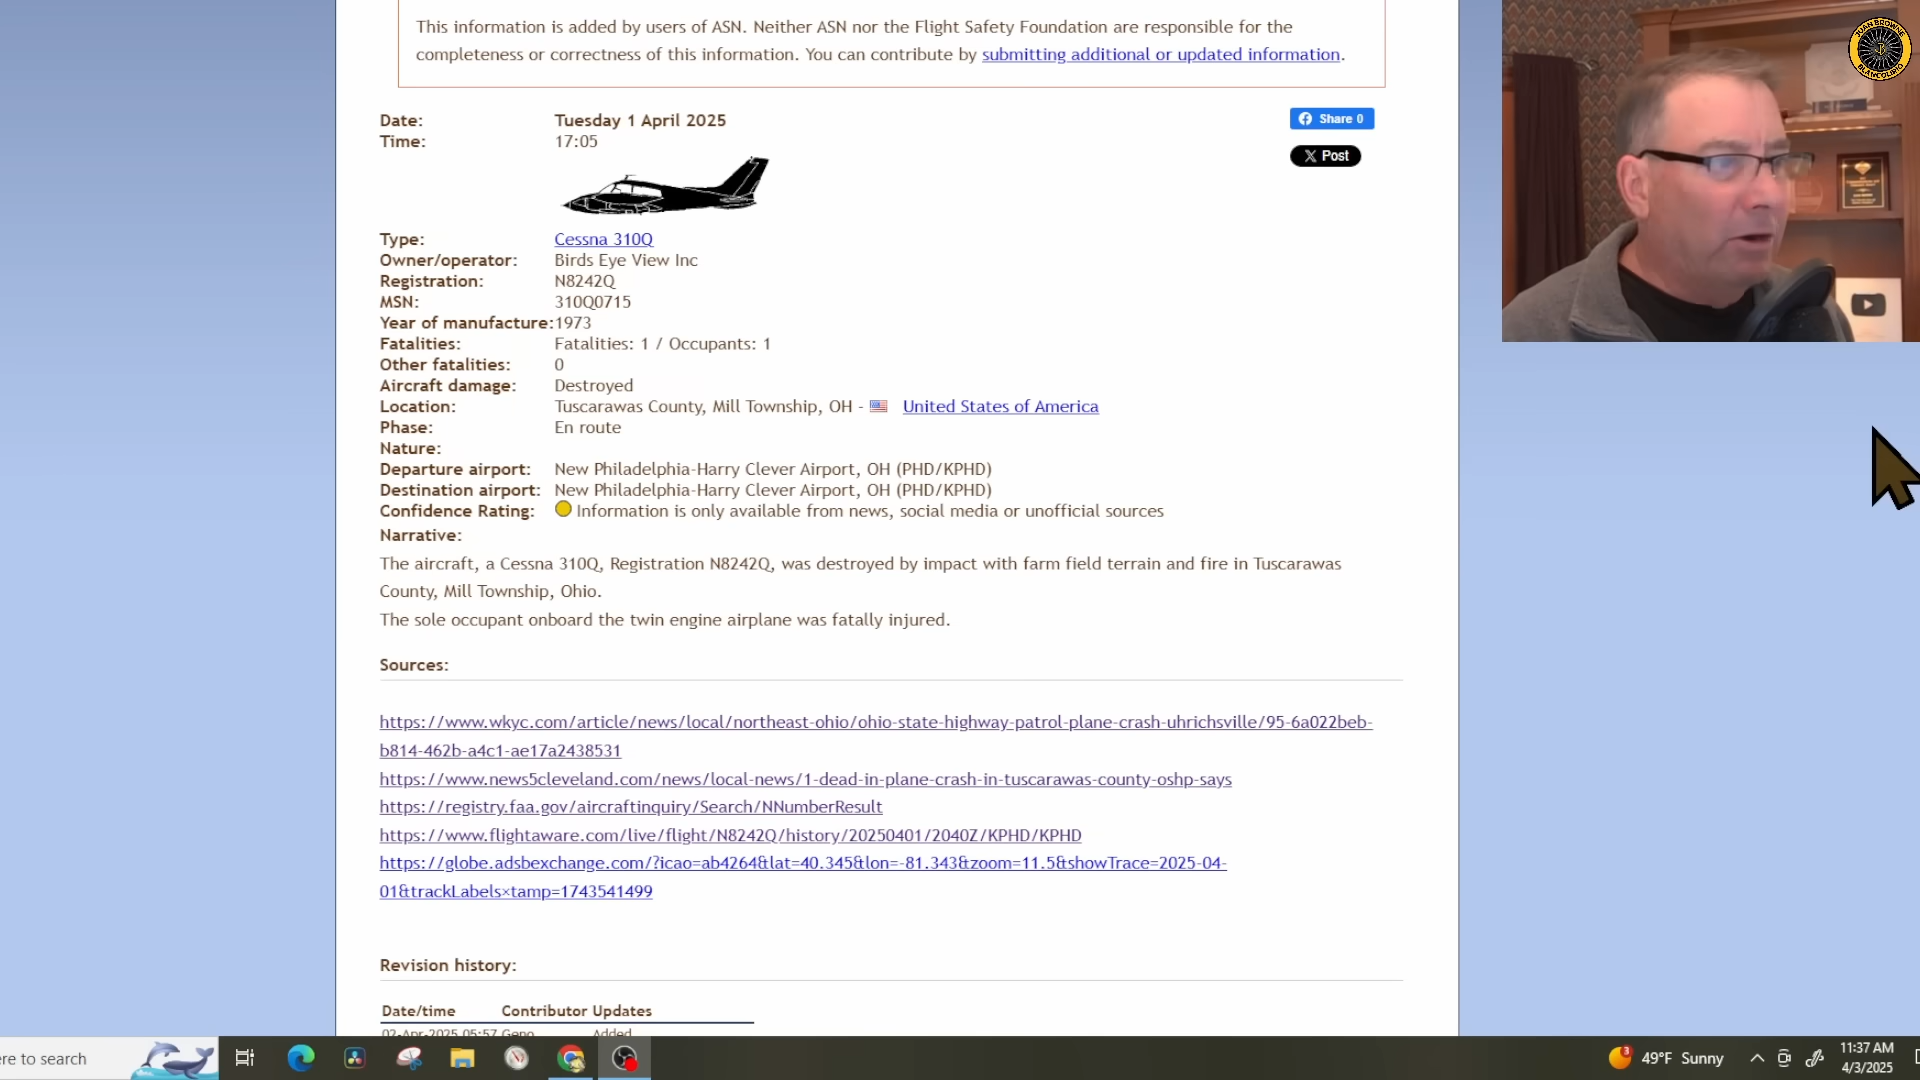 This information is added by users of ASN. Neither ASN nor the Flight Safety Foundation are responsible for the
completeness or correctness of this information. You can contribute by submitting additional or updated information.
JUAN BROWNE
BLANCOLIRIO
Date: Tuesday 1 April 2025
Share 0
Time: 17:05
X Post
Type: Cessna 310Q
Owner/operator: Birds Eye View Inc
Registration: N8242Q
MSN: 310Q0715
Year of manufacture: 1973
Fatalities: Fatalities: 1 / Occupants: 1
Other fatalities: 0
Aircraft damage: Destroyed
Location: Tuscarawas County, Mill Township, OH - United States of America
Phase: En route
Nature:
Departure airport: New Philadelphia-Harry Clever Airport, OH (PHD/KPHD)
Destination airport: New Philadelphia-Harry Clever Airport, OH (PHD/KPHD)
Confidence Rating: Information is only available from news, social media or unofficial sources
Narrative:
The aircraft, a Cessna 310Q, Registration N8242Q, was destroyed by impact with farm field terrain and fire in Tuscarawas
County, Mill Township, Ohio.
The sole occupant onboard the twin engine airplane was fatally injured.
Sources:
https://www.wkyc.com/article/news/local/northeast-ohio/ohio-state-highway-patrol-plane-crash-uhrichsville/95-6a022beb-
b814-462b-a4c1-ae17a2438531
https://www.news5cleveland.com/news/local-news/1-dead-in-plane-crash-in-tuscarawas-county-oshp-says
https://registry.faa.gov/aircraftinquiry/Search/NNumberResult
https://www.flightaware.com/live/flight/N8242Q/history/20250401/2040Z/KPHD/KPHD
https://globe.adsbexchange.com/?icao=ab4264&lat=40.345&lon=-81.343&zoom=11.5&showTrace=2025-04-
01&trackLabels×tamp=1743541499
Revision history:
Date/time Contributor Updates
02-Apr-2025 05:57 Geno Added
ere to search
3
49°F Sunny
11:37 AM
4/3/2025